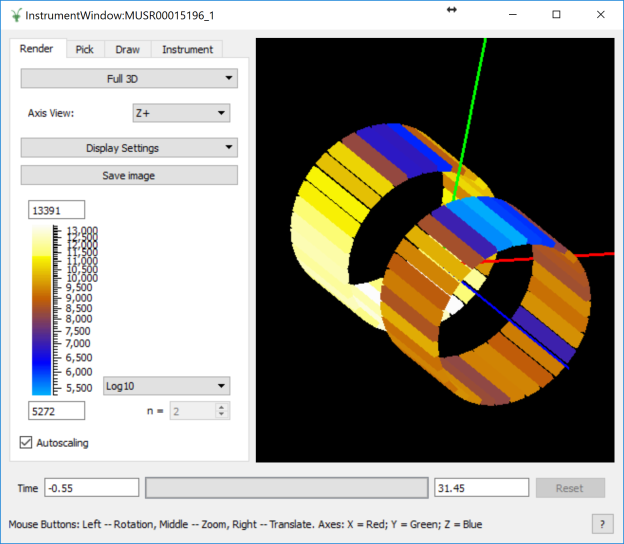 InstrumentWindow:MUSR00015196_1
Render Pick Draw Instrument
Full 3D
Axis View: Z+
Display Settings
Save image
13391
13,000
12,500
12,000
11,500
11,000
10,500
10,000
9,500
9,000
8,500
8,000
7,500
7,000
6,500
6,000
5,500
Log10
5272 n = 2
Autoscaling
Time -0.55 31.45 Reset
Mouse Buttons: Left -- Rotation, Middle -- Zoom, Right -- Translate. Axes: X = Red; Y = Green; Z = Blue ?